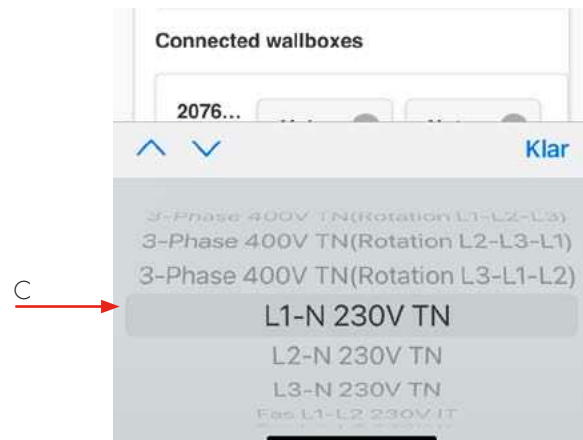 Connected wallboxes
2076...
Klar
3-Phase 400V TN(Rotation L1-L2-L3)
3-Phase 400V TN(Rotation L2-L3-L1)
3-Phase 400V TN(Rotation L3-L1-L2)
C
L1-N 230V TN
L2-N 230V TN
L3-N 230V TN
Fas L1-L2 230V IT